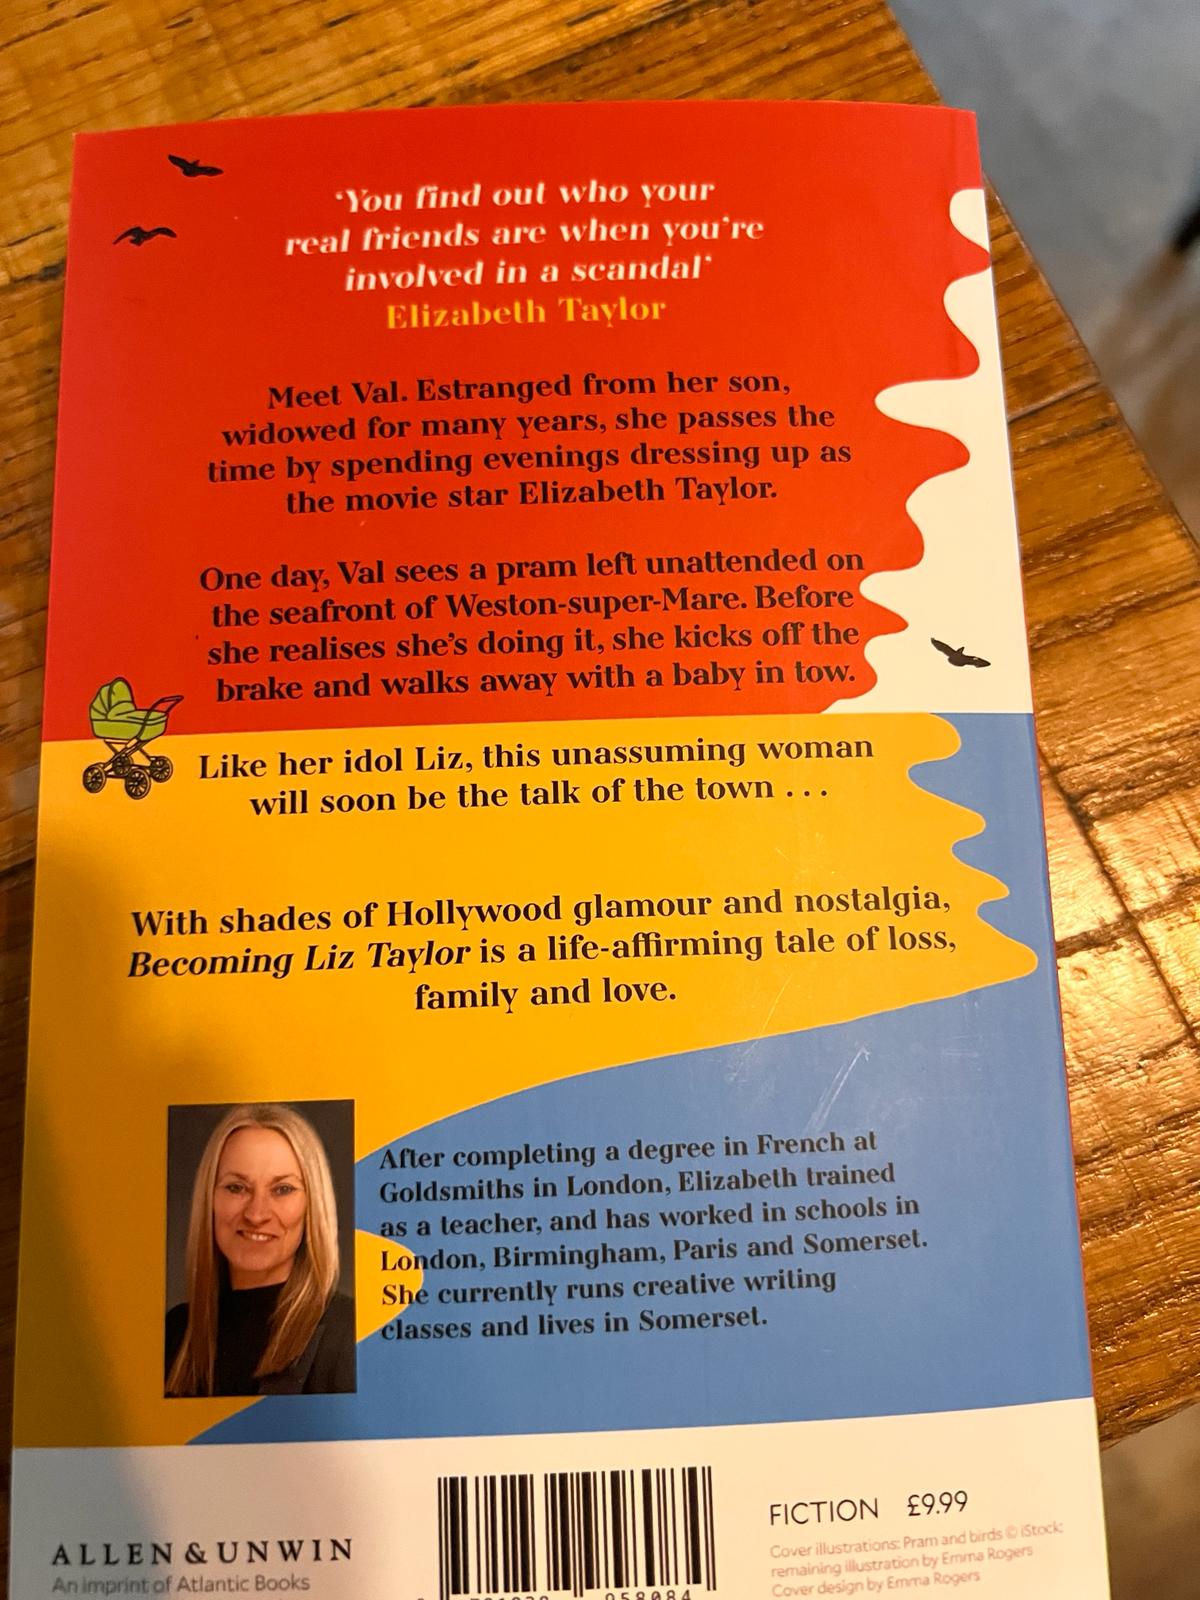 ‘You find out who your
real friends are when you’re
involved in a scandal’
Elizabeth Taylor
Meet Val. Estranged from her son,
widowed for many years, she passes the
time by spending evenings dressing up as
the movie star Elizabeth Taylor.
One day, Val sees a pram left unattended on
the seafront of Weston-super-Mare. Before
she realises she’s doing it, she kicks off the
brake and walks away with a baby in tow.
Like her idol Liz, this unassuming woman
will soon be the talk of the town . . .
With shades of Hollywood glamour and nostalgia,
Becoming Liz Taylor is a life-affirming tale of loss,
family and love.
After completing a degree in French at
Goldsmiths in London, Elizabeth trained
as a teacher, and has worked in schools in
London, Birmingham, Paris and Somerset.
She currently runs creative writing
classes and lives in Somerset.
ALLEN & UNWIN
An imprint of Atlantic Books
FICTION £9.99
Cover illustrations: Pram and birds © iStock;
remaining illustration by Emma Rogers
Cover design by Emma Rogers